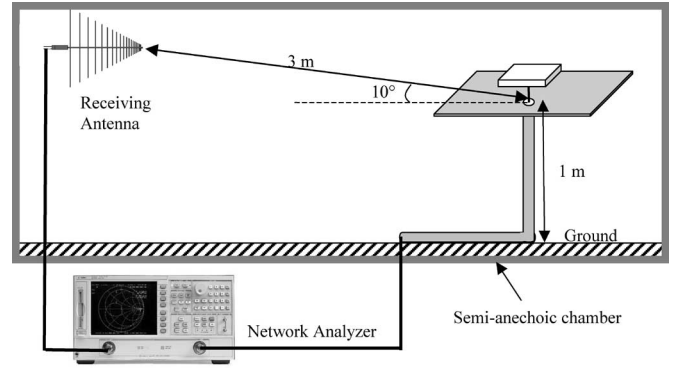 3 m
10°
Receiving
Antenna
1 m
Ground
Network Analyzer
Semi-anechoic chamber